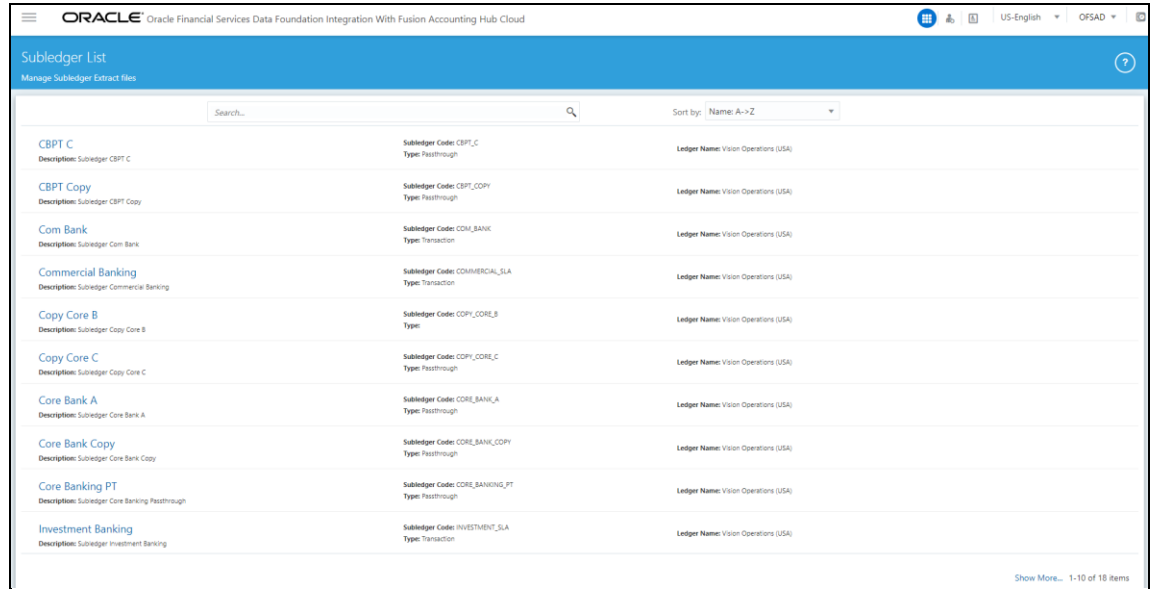 ORACLE® Oracle Financial Services Data Foundation Integration With Fusion Accounting Hub Cloud
US-English OFSAD
Subledger List
Manage Subledger Extract files
?
Search...
Sort by: Name: A->Z
CBPT C
Description: Subledger CBPT C
Subledger Code: CBPT_C
Type: Passthrough
Ledger Name: Vision Operations (USA)
CBPT Copy
Description: Subledger CBPT Copy
Subledger Code: CBPT_COPY
Type: Passthrough
Ledger Name: Vision Operations (USA)
Com Bank
Description: Subledger Com Bank
Subledger Code: COM_BANK
Type: Transaction
Ledger Name: Vision Operations (USA)
Commercial Banking
Description: Subledger Commercial Banking
Subledger Code: COMMERCIAL_SLA
Type: Transaction
Ledger Name: Vision Operations (USA)
Copy Core B
Description: Subledger Copy Core B
Subledger Code: COPY_CORE_B
Type:
Ledger Name: Vision Operations (USA)
Copy Core C
Description: Subledger Copy Core C
Subledger Code: COPY_CORE_C
Type: Passthrough
Ledger Name: Vision Operations (USA)
Core Bank A
Description: Subledger Core Bank A
Subledger Code: CORE_BANK_A
Type: Passthrough
Ledger Name: Vision Operations (USA)
Core Bank Copy
Description: Subledger Core Bank Copy
Subledger Code: CORE_BANK_COPY
Type: Passthrough
Ledger Name: Vision Operations (USA)
Core Banking PT
Description: Subledger Core Banking Passthrough
Subledger Code: CORE_BANKING_PT
Type: Passthrough
Ledger Name: Vision Operations (USA)
Investment Banking
Description: Subledger Investment Banking
Subledger Code: INVESTMENT_SLA
Type: Transaction
Ledger Name: Vision Operations (USA)
Show More... 1-10 of 18 items